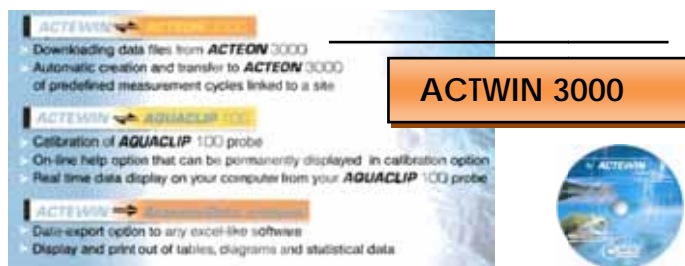 ACTEWIN ACTEON 3000
Downloading data files from ACTEON 3000
Automatic creation and transfer to ACTEON 3000
of predefined measurement cycles linked to a site
ACTWIN 3000
ACTEWIN AQUACLIP 100
Calibration of AQUACLIP 100 probe
On-line help option that can be permanently displayed in calibration option
Real time data display on your computer from your AQUACLIP 100 probe
ACTEWIN
ACTEWIN
Data export option to any excel-like software
Display and print out of tables, diagrams and statistical data